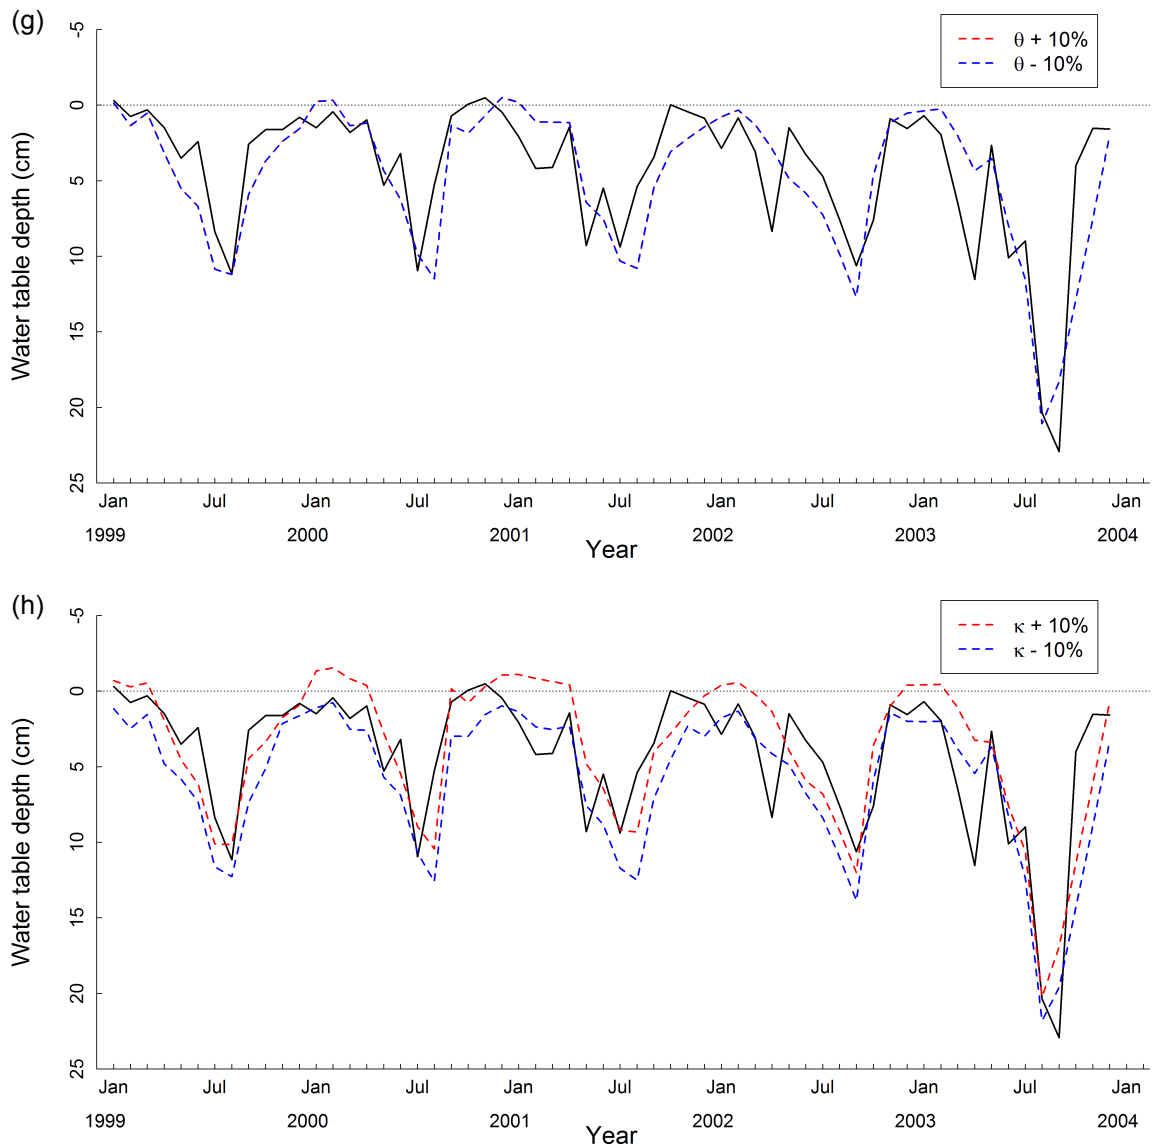 (g)
θ + 10%
θ - 10%
-5
0
5
10
15
20
25
Water table depth (cm)
Jan Jul Jan Jul Jan Jul Jan Jul Jan Jul Jan
1999 2000 2001 2002 2003 2004
Year
(h)
κ + 10%
κ - 10%
-5
0
5
10
15
20
25
Water table depth (cm)
Jan Jul Jan Jul Jan Jul Jan Jul Jan Jul Jan
1999 2000 2001 2002 2003 2004
Year